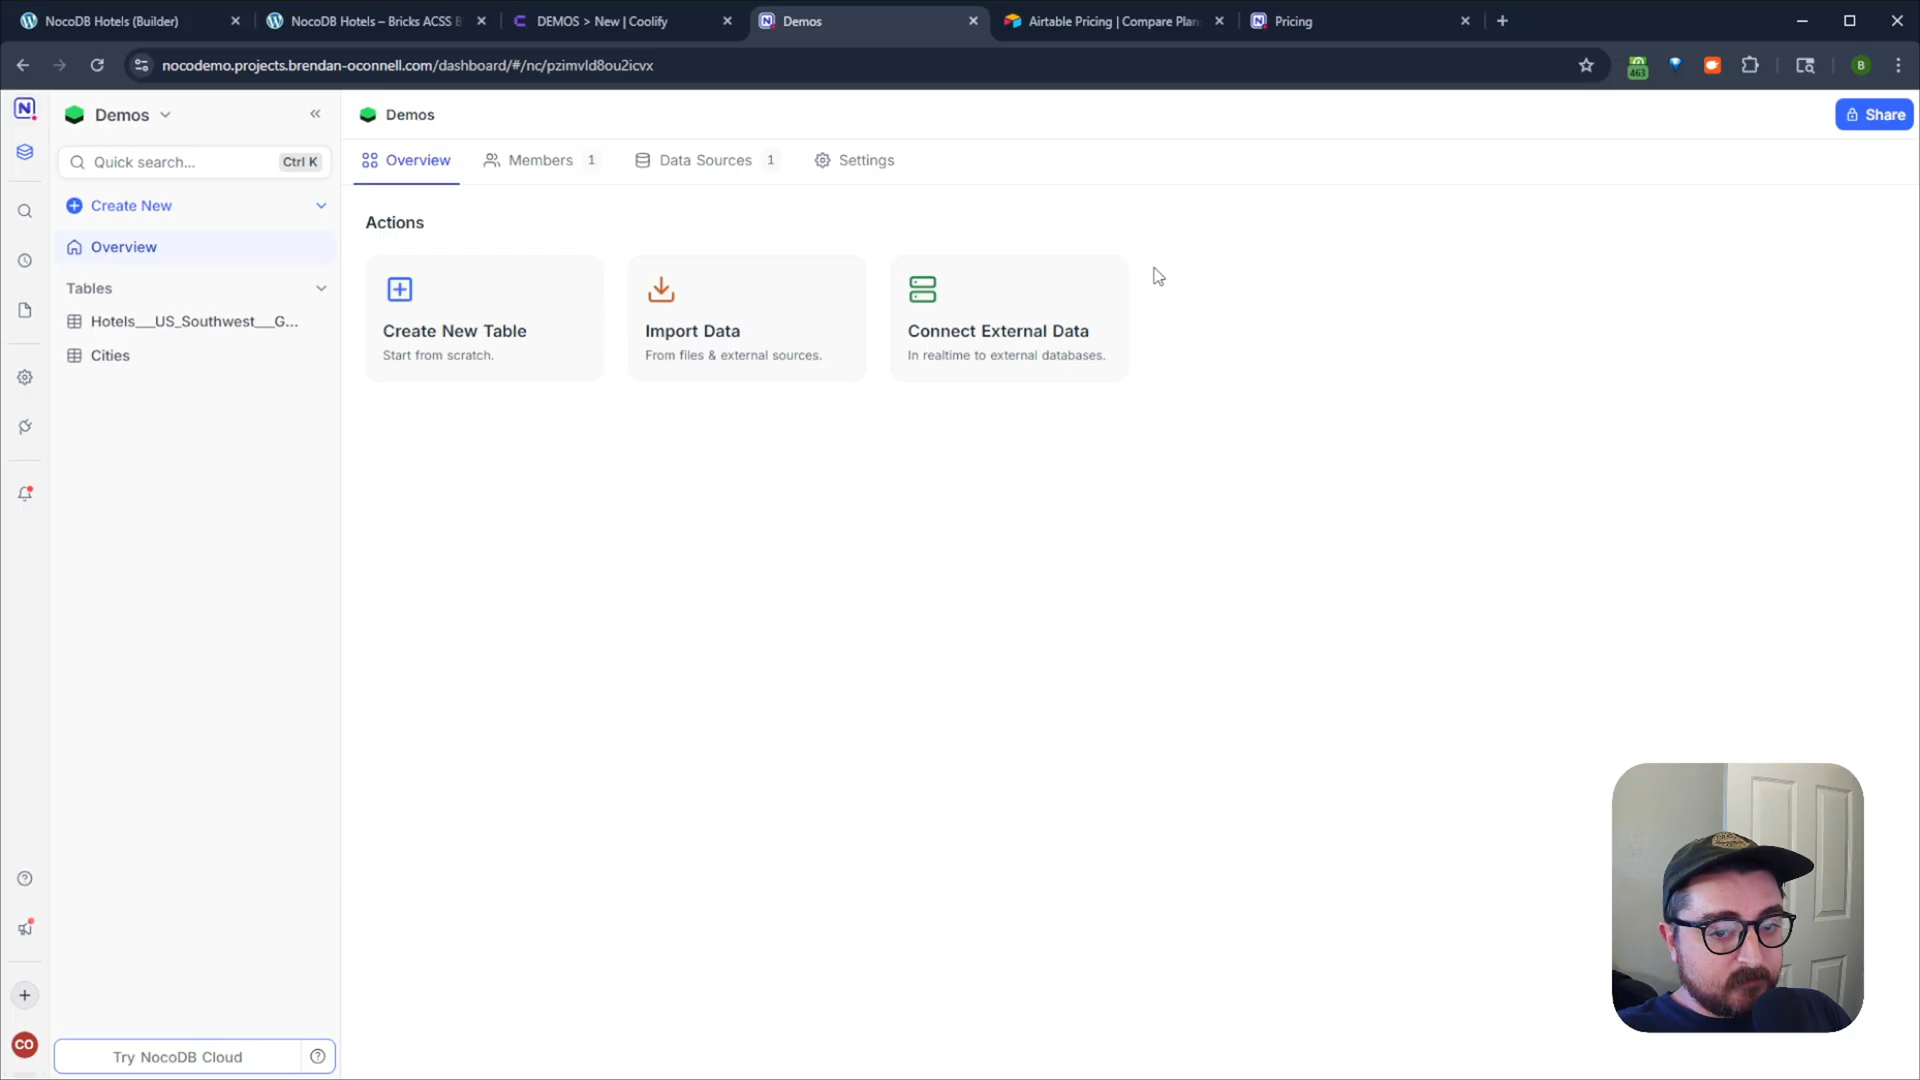 NocoDB Hotels (Builder)
NocoDB Hotels – Bricks ACSS B
DEMOS > New | Coolify
Demos
Airtable Pricing | Compare Plan
Pricing
nocodemo.projects.brendan-oconnell.com/dashboard/#/nc/pzimvld8ou2icvx
463
B
N
Demos
Demos
Share
Quick search...
Ctrl K
Overview
Members 1
Data Sources 1
Settings
Create New
Overview
Actions
Tables
Hotels___US_Southwest___G...
Cities
Create New Table
Start from scratch.
Import Data
From files & external sources.
Connect External Data
In realtime to external databases.
CO
Try NocoDB Cloud